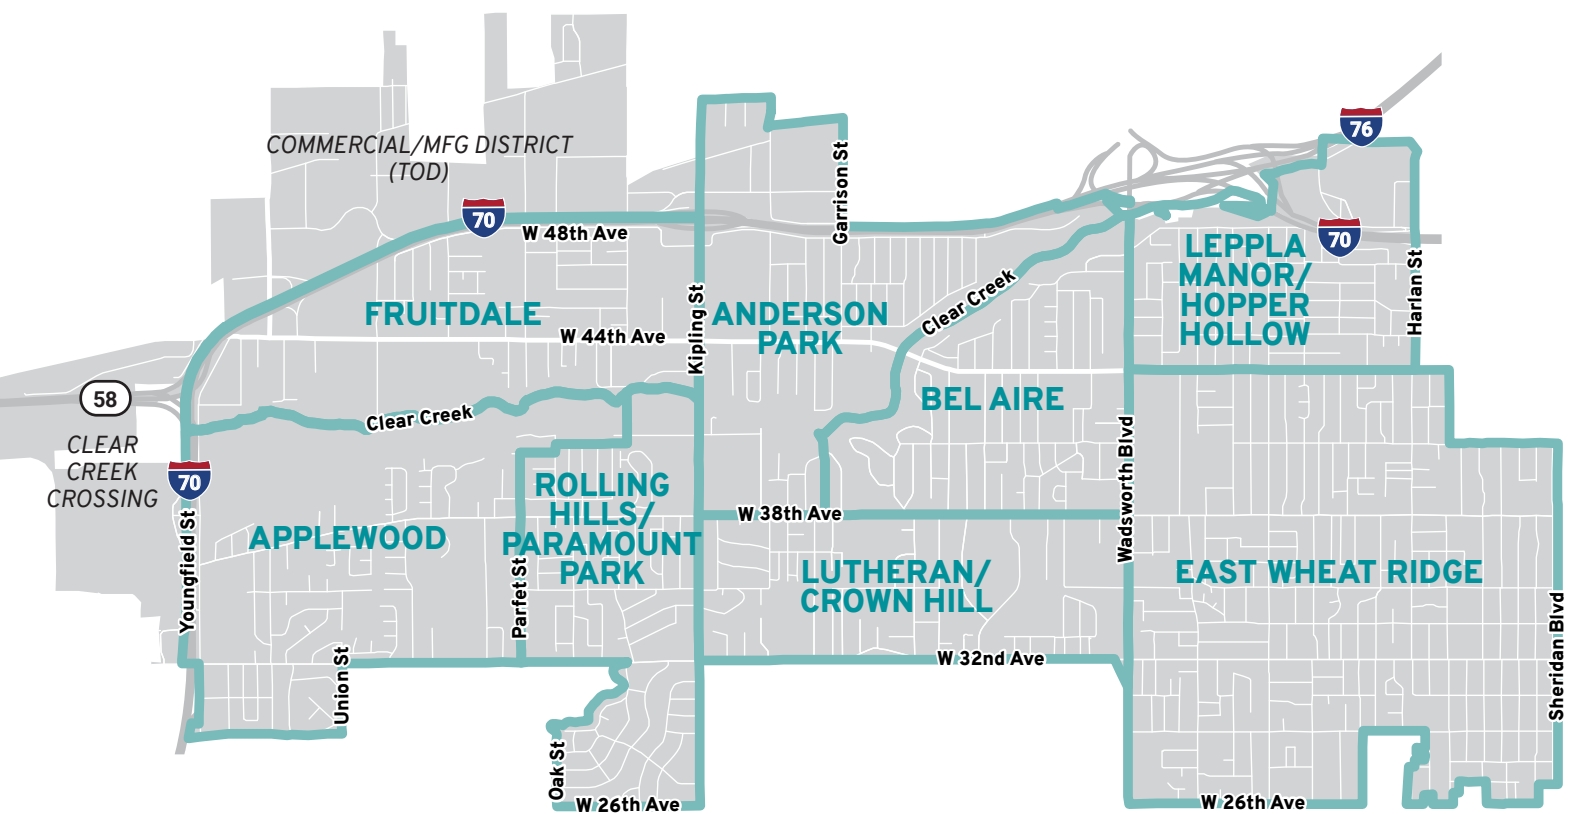 COMMERCIAL/MFG DISTRICT
(TOD)
76
70
W 48th Ave
Garrison St
70
LEPPLA
MANOR/
HOPPER
HOLLOW
Harlan St
Clear Creek
FRUITDALE
Kipling St
ANDERSON
PARK
W 44th Ave
58
Clear Creek
BEL AIRE
CLEAR
CREEK
CROSSING
70
Wadsworth Blvd
ROLLING
HILLS/
PARAMOUNT
PARK
W 38th Ave
APPLEWOOD
Youngfield St
Parfet St
LUTHERAN/
CROWN HILL
EAST WHEAT RIDGE
Sheridan Blvd
Union St
W 32nd Ave
Oak St
W 26th Ave
W 26th Ave